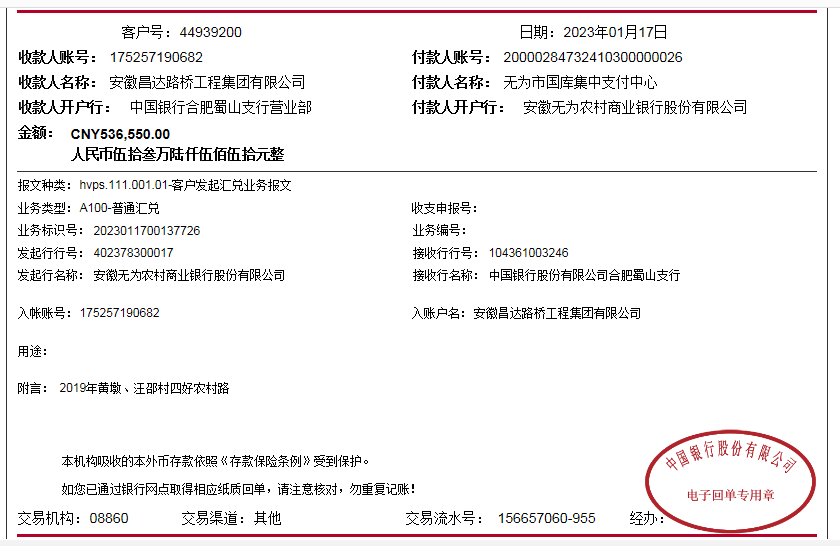 客户号：44939200 日期：2023年01月17日
收款人账号：175257190682 付款人账号：20000284732410300000026
收款人名称：安徽昌达路桥工程集团有限公司 付款人名称：无为市国库集中支付中心
收款人开户行：中国银行合肥蜀山支行营业部 付款人开户行：安徽无为农村商业银行股份有限公司
金额：CNY536,550.00
人民币伍拾叁万陆仟伍佰伍拾元整
报文种类：hvps.111.001.01-客户发起汇兑业务报文
业务类型：A100-普通汇兑 收支申报号：
业务标识号：2023011700137726 业务编号：
发起行行号：402378300017 接收行行号：104361003246
发起行名称：安徽无为农村商业银行股份有限公司 接收行名称：中国银行股份有限公司合肥蜀山支行
入帐账号：175257190682 入账户名：安徽昌达路桥工程集团有限公司
用途：
附言：2019年黄墩、汪邵村四好农村路
本机构吸收的本外币存款依照《存款保险条例》受到保护。
如您已通过银行网点取得相应纸质回单，请注意核对，勿重复记账！
中国银行股份有限公司
电子回单专用章
交易机构：08860 交易渠道：其他 交易流水号：156657060-955 经办：